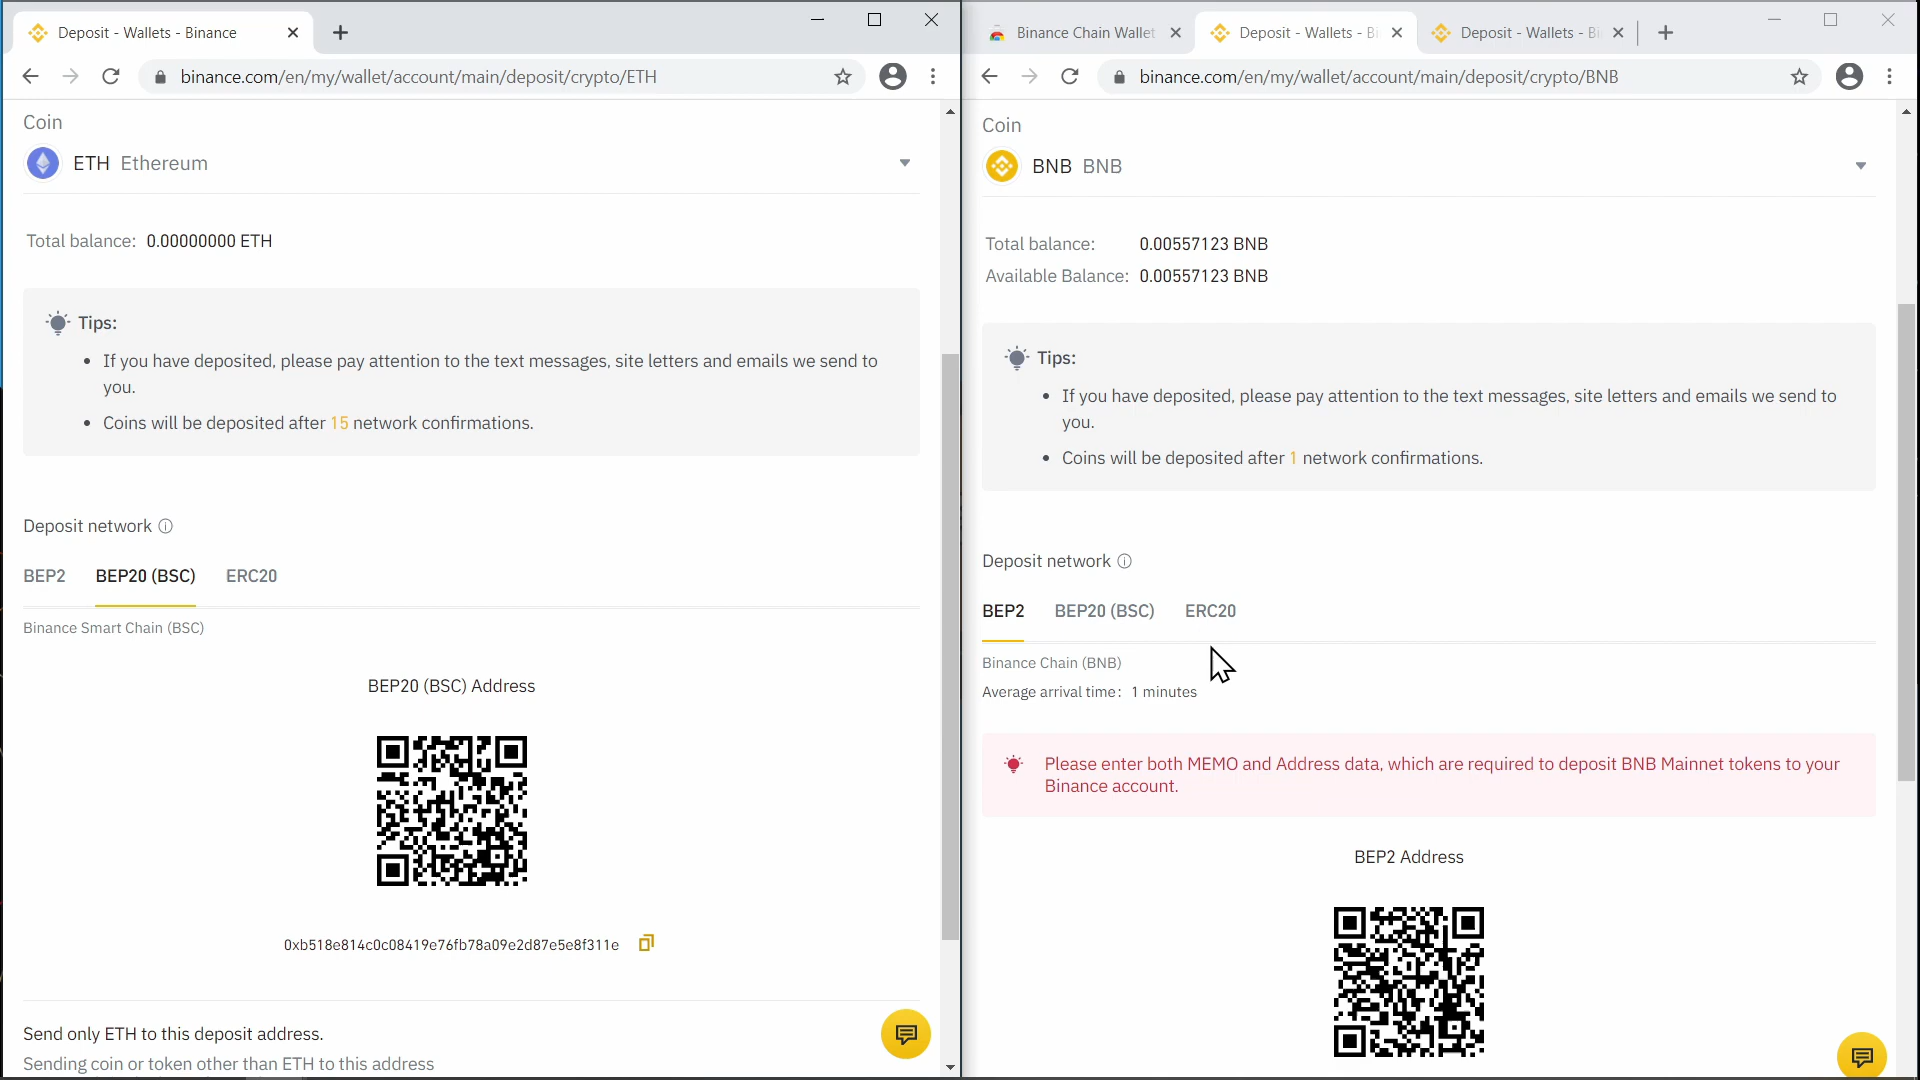 Deposit - Wallets - Binance
binance.com/en/my/wallet/account/main/deposit/crypto/ETH
Coin
ETH Ethereum
Total balance: 0.00000000 ETH
Tips:
• If you have deposited, please pay attention to the text messages, site letters and emails we send to
you.
• Coins will be deposited after 15 network confirmations.
Deposit network
BEP2 BEP20 (BSC) ERC20
Binance Smart Chain (BSC)
BEP20 (BSC) Address
0xb518e814c0c08419e76fb78a09e2d87e5e8f311e
Send only ETH to this deposit address.
Sending coin or token other than ETH to this address
Binance Chain Wallet Deposit - Wallets - Bi Deposit - Wallets - Bi
binance.com/en/my/wallet/account/main/deposit/crypto/BNB
Coin
BNB BNB
Total balance: 0.00557123 BNB
Available Balance: 0.00557123 BNB
Tips:
• If you have deposited, please pay attention to the text messages, site letters and emails we send to
you.
• Coins will be deposited after 1 network confirmations.
Deposit network
BEP2 BEP20 (BSC) ERC20
Binance Chain (BNB)
Average arrival time: 1 minutes
Please enter both MEMO and Address data, which are required to deposit BNB Mainnet tokens to your
Binance account.
BEP2 Address